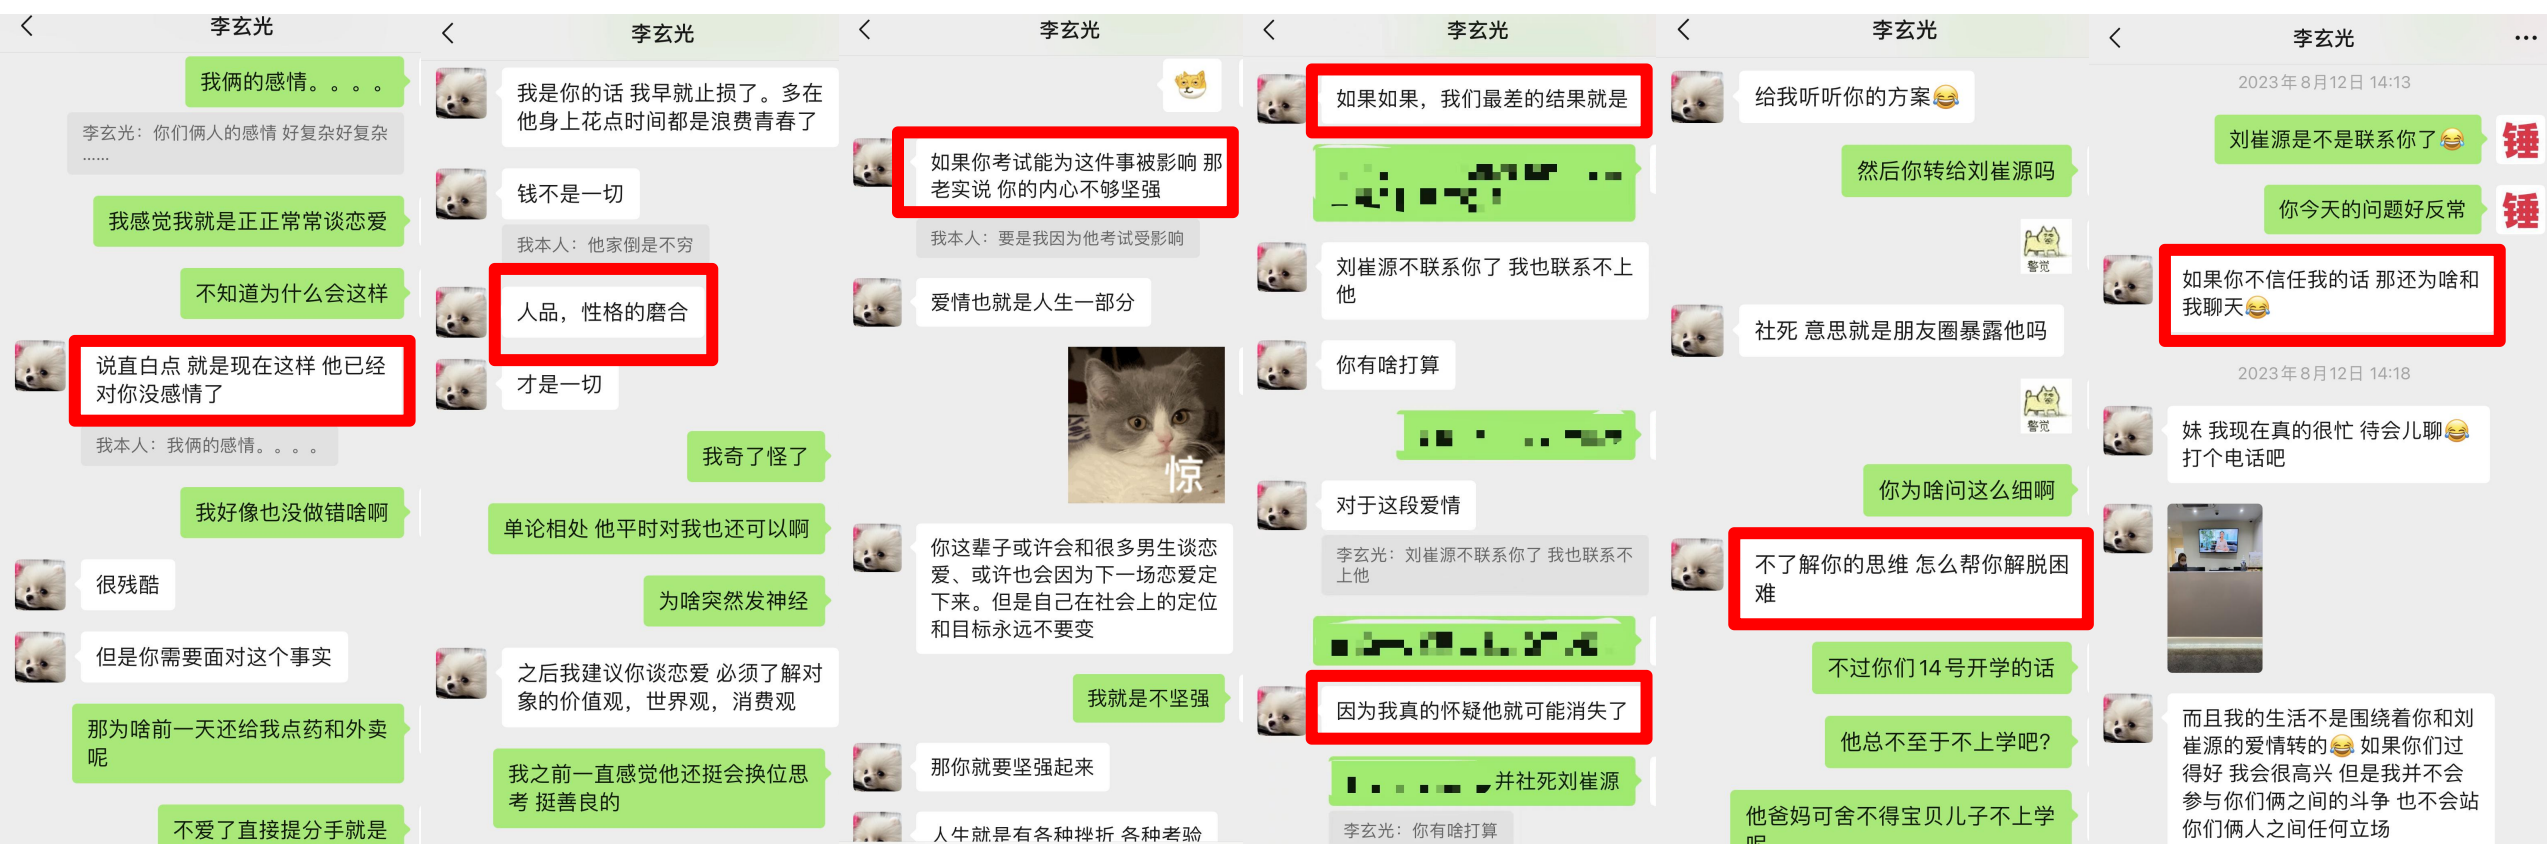 李玄光
我俩的感情。。。。
李玄光：你们俩人的感情 好复杂好复杂
......
我感觉我就是正正常常谈恋爱
不知道为什么会这样
说直白点 就是现在这样 他已经
对你没感情了
我本人：我俩的感情。。。。
我好像也没做错啥啊
很残酷
但是你需要面对这个事实
那为啥前一天还给我点药和外卖
呢
不爱了直接提分手就是
李玄光
我是你的话 我早就止损了。多在
他身上花点时间都是浪费青春了
钱不是一切
我本人：他家倒是不穷
人品，性格的磨合
才是一切
我奇了怪了
单论相处 他平时对我也还可以啊
为啥突然发神经
之后我建议你谈恋爱 必须了解对
象的价值观，世界观，消费观
我之前一直感觉他还挺会换位思
考 挺善良的
李玄光
如果你考试能为这件事被影响 那
老实说 你的内心不够坚强
我本人：要是我因为他考试受影响
爱情也就是人生一部分
惊
你这辈子或许会和很多男生谈恋
爱、或许也会因为下一场恋爱定
下来。但是自己在社会上的定位
和目标永远不要变
我就是不坚强
那你就要坚强起来
人生就是有各种挫折 各种考验
李玄光
如果如果，我们最差的结果就是
刘崔源不联系你了 我也联系不上
他
你有啥打算
对于这段爱情
李玄光：刘崔源不联系你了 我也联系不
上他
因为我真的怀疑他就可能消失了
并社死刘崔源
李玄光：你有啥打算
李玄光
给我听听你的方案😂
然后你转给刘崔源吗
警觉
社死 意思就是朋友圈暴露他吗
警觉
你为啥问这么细啊
不了解你的思维 怎么帮你解脱困
难
不过你们14号开学的话
他总不至于不上学吧?
他爸妈可舍不得宝贝儿子不上学
呢
李玄光
2023年8月12日 14:13
刘崔源是不是联系你了😂
锤
你今天的问题好反常
锤
如果你不信任我的话 那还为啥和
我聊天😂
2023年8月12日 14:18
妹 我现在真的很忙 待会儿聊😂
打个电话吧
而且我的生活不是围绕着你和刘
崔源的爱情转的😂 如果你们过
得好 我会很高兴 但是我并不会
参与你们俩之间的斗争 也不会站
你们俩人之间任何立场